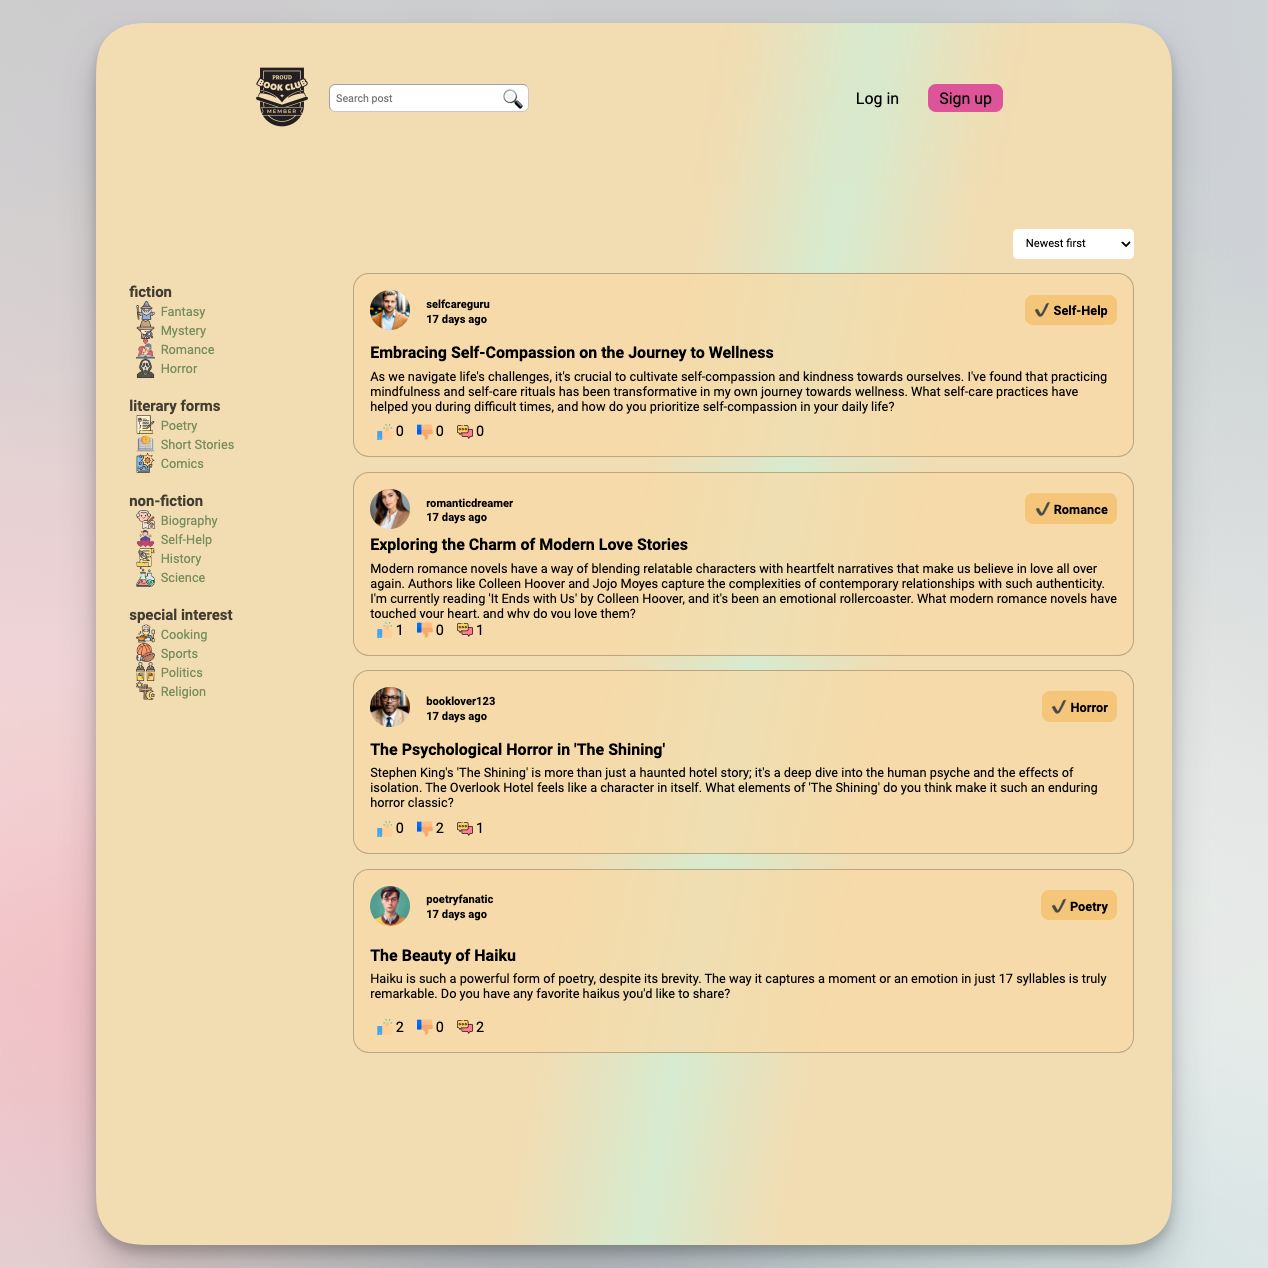 PROUD
BOOK CLUB
MEMBER
Search post
Log in
Sign up
Newest first
fiction
Fantasy
Mystery
Romance
Horror
literary forms
Poetry
Short Stories
Comics
non-fiction
Biography
Self-Help
History
Science
special interest
Cooking
Sports
Politics
Religion
selfcareguru
17 days ago
Self-Help
Embracing Self-Compassion on the Journey to Wellness
As we navigate life's challenges, it's crucial to cultivate self-compassion and kindness towards ourselves. I've found that practicing
mindfulness and self-care rituals has been transformative in my own journey towards wellness. What self-care practices have
helped you during difficult times, and how do you prioritize self-compassion in your daily life?
0 0 0
romanticdreamer
17 days ago
Romance
Exploring the Charm of Modern Love Stories
Modern romance novels have a way of blending relatable characters with heartfelt narratives that make us believe in love all over
again. Authors like Colleen Hoover and Jojo Moyes capture the complexities of contemporary relationships with such authenticity.
I'm currently reading 'It Ends with Us' by Colleen Hoover, and it's been an emotional rollercoaster. What modern romance novels have
touched your heart, and why do you love them?
1 0 1
booklover123
17 days ago
Horror
The Psychological Horror in 'The Shining'
Stephen King's 'The Shining' is more than just a haunted hotel story; it's a deep dive into the human psyche and the effects of
isolation. The Overlook Hotel feels like a character in itself. What elements of 'The Shining' do you think make it such an enduring
horror classic?
0 2 1
poetryfanatic
17 days ago
Poetry
The Beauty of Haiku
Haiku is such a powerful form of poetry, despite its brevity. The way it captures a moment or an emotion in just 17 syllables is truly
remarkable. Do you have any favorite haikus you'd like to share?
2 0 2